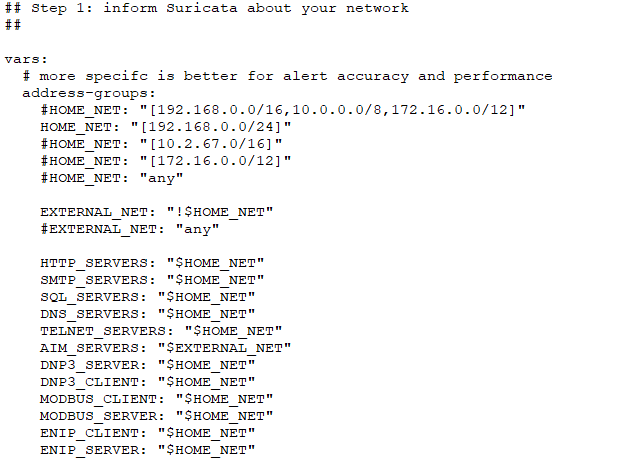 ## Step 1: inform Suricata about your network
##
vars:
# more specifc is better for alert accuracy and performance
address-groups:
#HOME_NET: "[192.168.0.0/16,10.0.0.0/8,172.16.0.0/12]"
HOME_NET: "[192.168.0.0/24]"
#HOME_NET: "[10.2.67.0/16]"
#HOME_NET: "[172.16.0.0/12]"
#HOME_NET: "any"
EXTERNAL_NET: "!$HOME_NET"
#EXTERNAL_NET: "any"
HTTP_SERVERS: "$HOME_NET"
SMTP_SERVERS: "$HOME_NET"
SQL_SERVERS: "$HOME_NET"
DNS_SERVERS: "$HOME_NET"
TELNET_SERVERS: "$HOME_NET"
AIM_SERVERS: "$EXTERNAL_NET"
DNP3_SERVER: "$HOME_NET"
DNP3_CLIENT: "$HOME_NET"
MODBUS_CLIENT: "$HOME_NET"
MODBUS_SERVER: "$HOME_NET"
ENIP_CLIENT: "$HOME_NET"
ENIP_SERVER: "$HOME_NET"